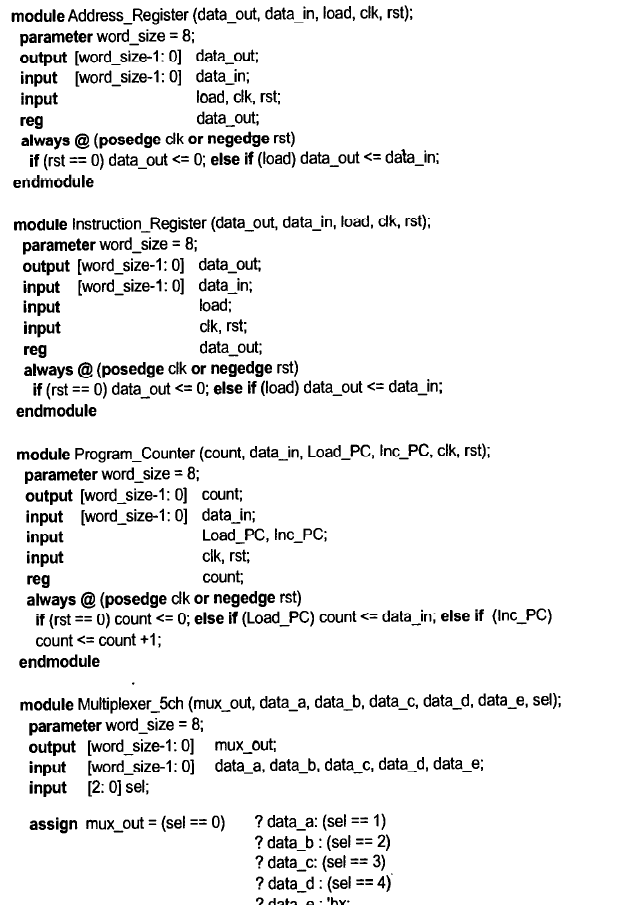 module Address_Register (data_out, data_in, load, clk, rst);
parameter word_size = 8;
output [word_size-1: 0] data_out;
input [word_size-1: 0] data_in;
input load, clk, rst;
reg data_out;
always @ (posedge clk or negedge rst)
if (rst == 0) data_out <= 0; else if (load) data_out <= data_in;
endmodule
module Instruction_Register (data_out, data_in, load, clk, rst);
parameter word_size = 8;
output [word_size-1: 0] data_out;
input [word_size-1: 0] data_in;
input load;
input clk, rst;
reg data_out;
always @ (posedge clk or negedge rst)
if (rst == 0) data_out <= 0; else if (load) data_out <= data_in;
endmodule
module Program_Counter (count, data_in, Load_PC, Inc_PC, clk, rst);
parameter word_size = 8;
output [word_size-1: 0] count;
input [word_size-1: 0] data_in;
input Load_PC, Inc_PC;
input clk, rst;
reg count;
always @ (posedge clk or negedge rst)
if (rst == 0) count <= 0; else if (Load_PC) count <= data_in; else if (Inc_PC)
count <= count +1;
endmodule
module Multiplexer_5ch (mux_out, data_a, data_b, data_c, data_d, data_e, sel);
parameter word_size = 8;
output [word_size-1: 0] mux_out;
input [word_size-1: 0] data_a, data_b, data_c, data_d, data_e;
input [2: 0] sel;
assign mux_out = (sel == 0) ? data_a: (sel == 1)
? data_b : (sel == 2)
? data_c: (sel == 3)
? data_d : (sel == 4)
? data_e : 'bx;